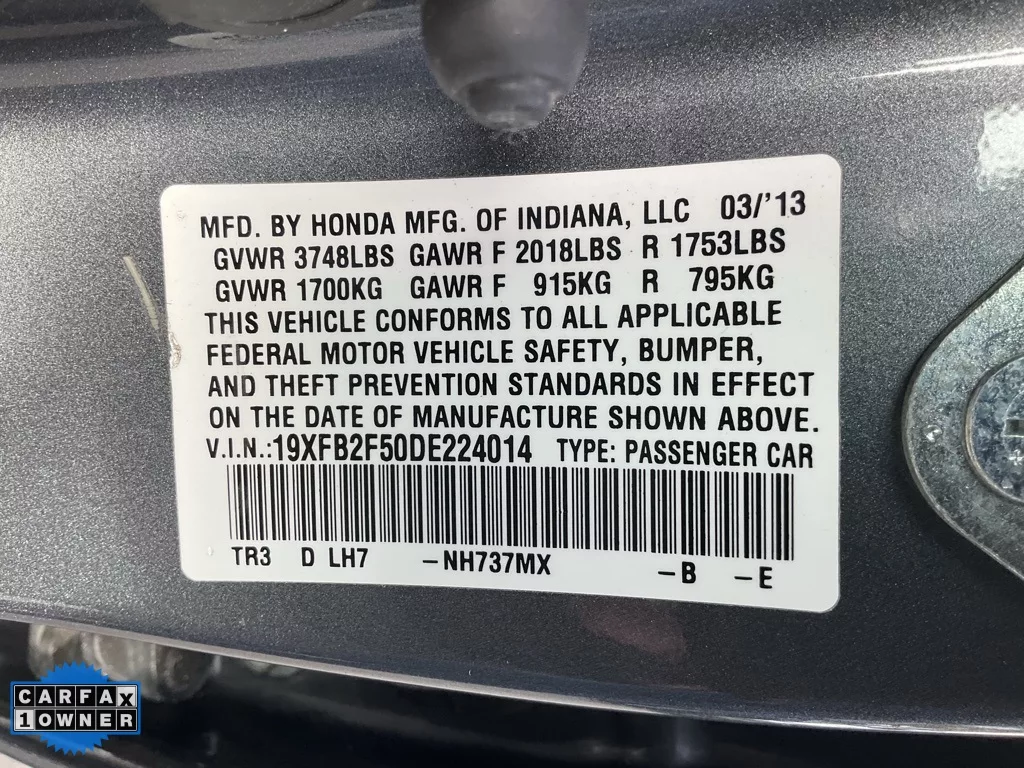 MFD. BY HONDA MFG. OF INDIANA, LLC 03/'13
GVWR 3748LBS GAWR F 2018LBS R 1753LBS
GVWR 1700KG GAWR F 915KG R 795KG
THIS VEHICLE CONFORMS TO ALL APPLICABLE
FEDERAL MOTOR VEHICLE SAFETY, BUMPER,
AND THEFT PREVENTION STANDARDS IN EFFECT
ON THE DATE OF MANUFACTURE SHOWN ABOVE.
V.I.N.:19XFB2F50DE224014 TYPE: PASSENGER CAR
TR3 D LH7 –NH737MX –B –E
CARFAX
1 OWNER